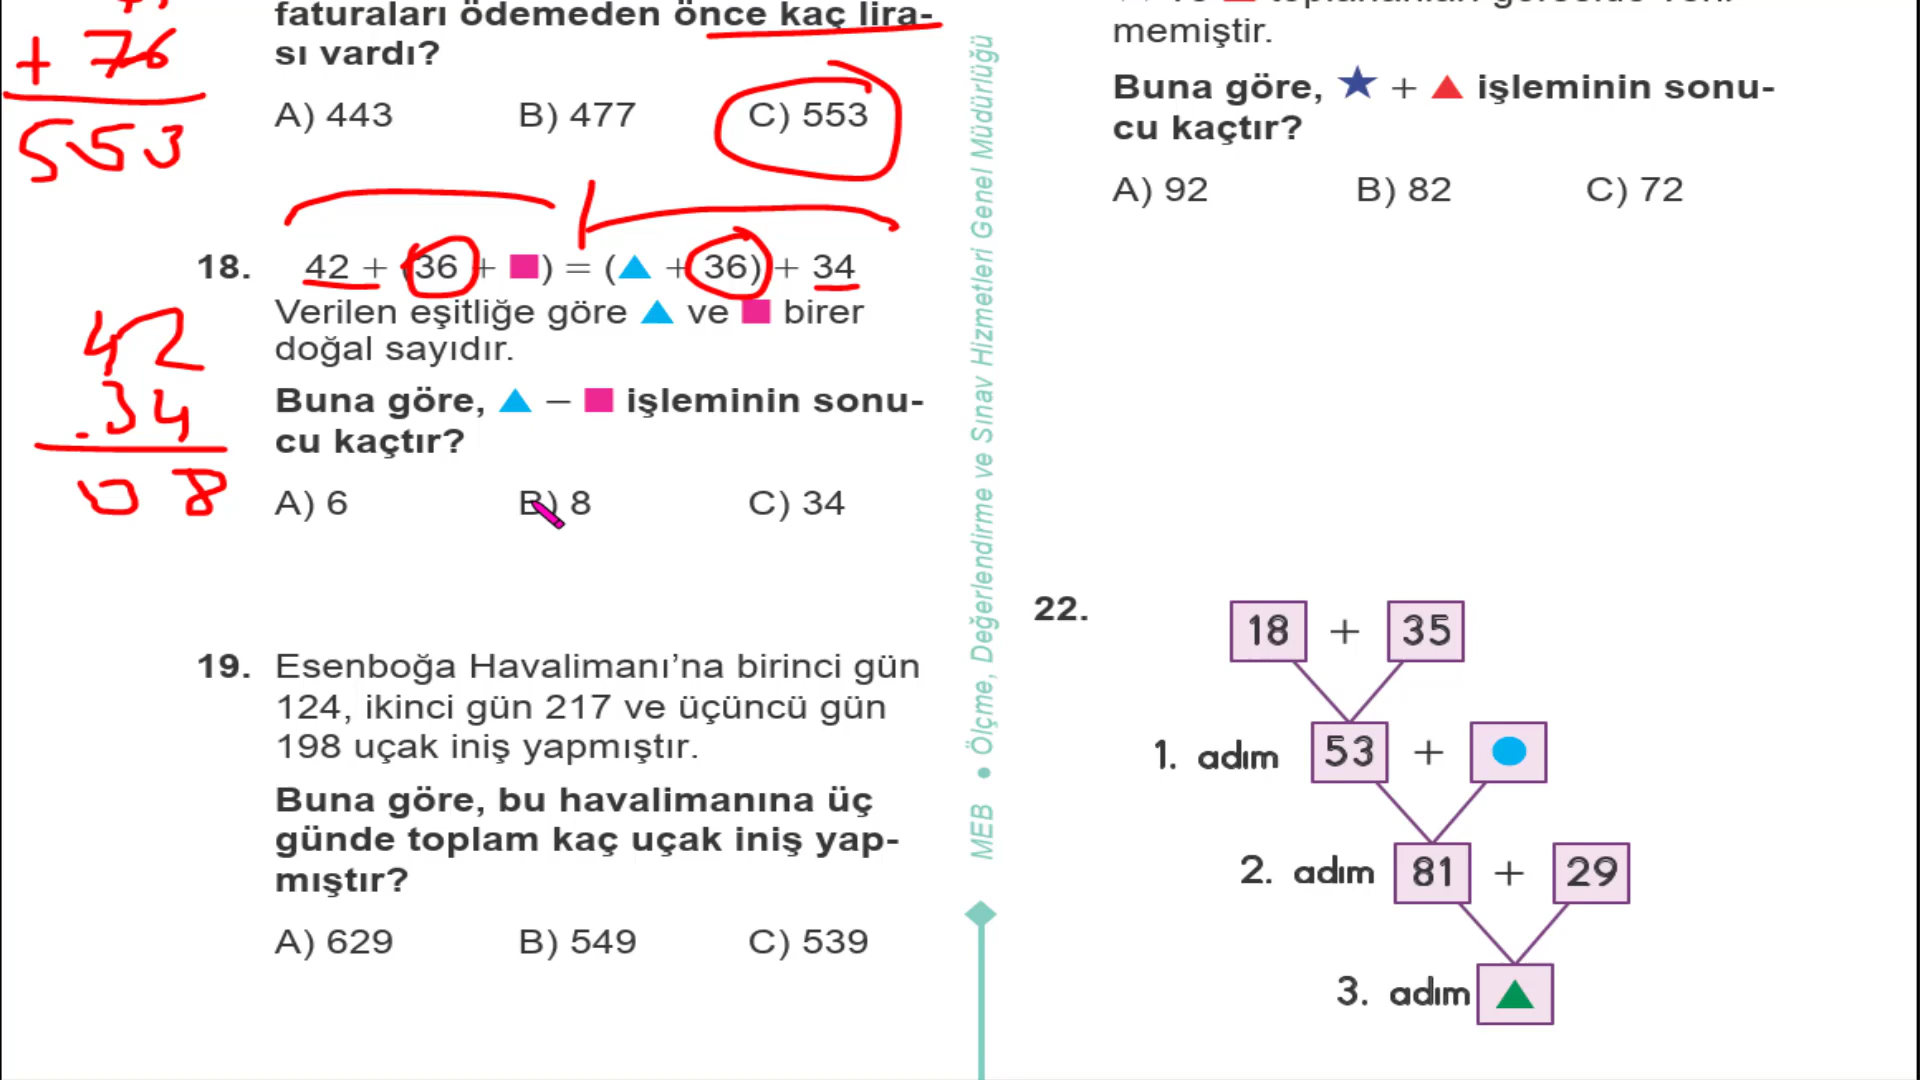 + 76
553
faturaları ödemeden önce kaç lira-
sı vardı?
A) 443 B) 477 C) 553
18. 42 + (36 + ■) = (▲ + 36) + 34
Verilen eşitliğe göre ▲ ve ■ birer
doğal sayıdır.
Buna göre, ▲ − ■ işleminin sonu-
cu kaçtır?
A) 6 B) 8 C) 34
42
34
08
19. Esenboğa Havalimanı’na birinci gün
124, ikinci gün 217 ve üçüncü gün
198 uçak iniş yapmıştır.
Buna göre, bu havalimanına üç
günde toplam kaç uçak iniş yap-
mıştır?
A) 629 B) 549 C) 539
MEB • Ölçme, Değerlendirme ve Sınav Hizmetleri Genel Müdürlüğü
memiştir.
Buna göre, ★ + ▲ işleminin sonu-
cu kaçtır?
A) 92 B) 82 C) 72
22.
18 + 35
1. adım 53 + ●
2. adım 81 + 29
3. adım ▲